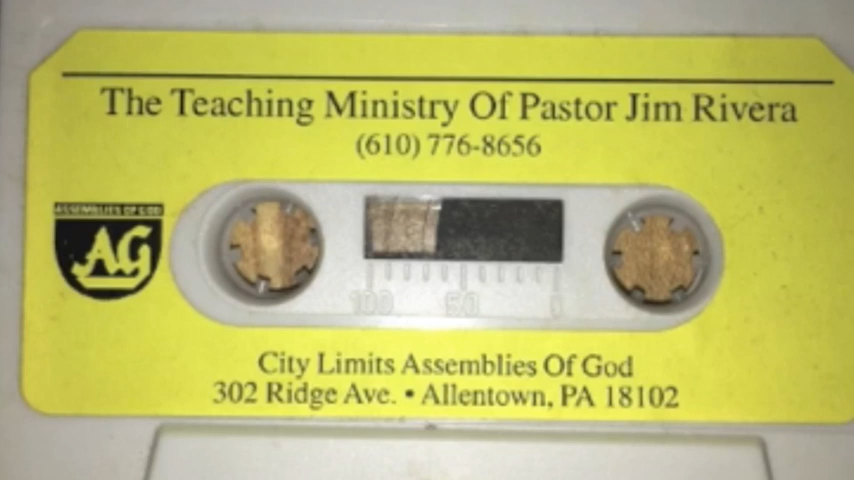 The Teaching Ministry Of Pastor Jim Rivera
(610) 776-8656
ASSEMBLIES OF GOD
AG
100 50 0
City Limits Assemblies Of God
302 Ridge Ave. • Allentown, PA 18102